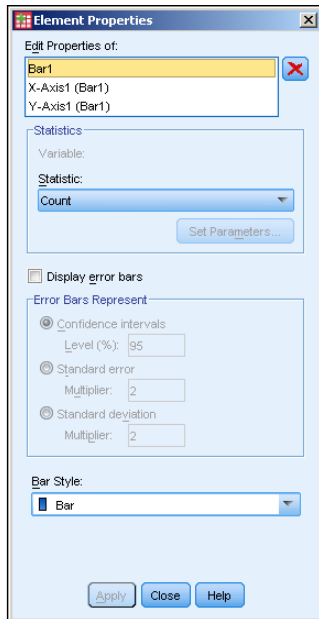 Element Properties
Edit Properties of:
Bar1
X-Axis1 (Bar1)
Y-Axis1 (Bar1)
Statistics
Variable:
Statistic:
Count
Set Parameters...
Display error bars
Error Bars Represent
Confidence intervals
Level (%): 95
Standard error
Multiplier: 2
Standard deviation
Multiplier: 2
Bar Style:
Bar
Apply Close Help